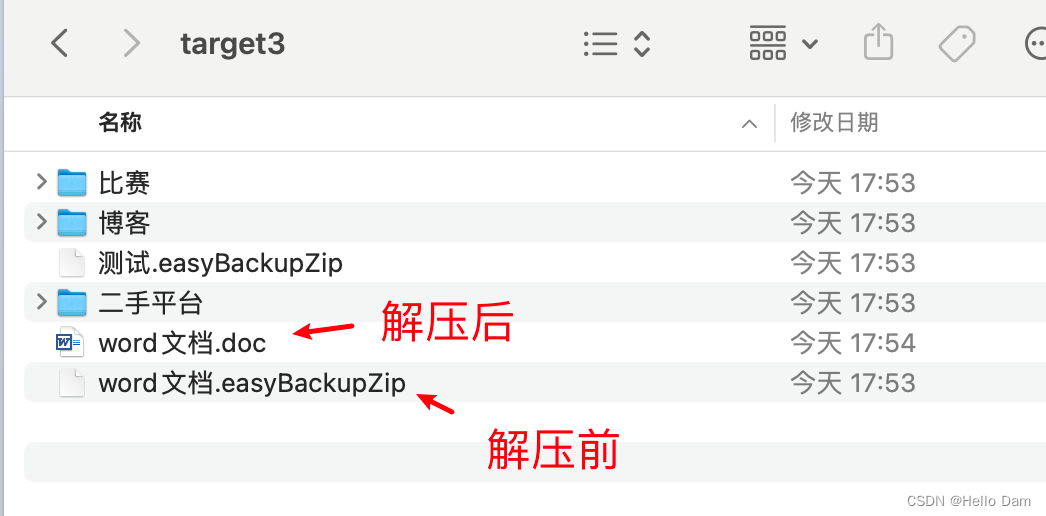 target3
名称 修改日期
比赛 今天 17:53
博客 今天 17:53
测试.easyBackupZip 今天 17:53
二手平台 今天 17:53
解压后
word文档.doc 今天 17:54
word文档.easyBackupZip 今天 17:53
解压前
CSDN @Hello Dam